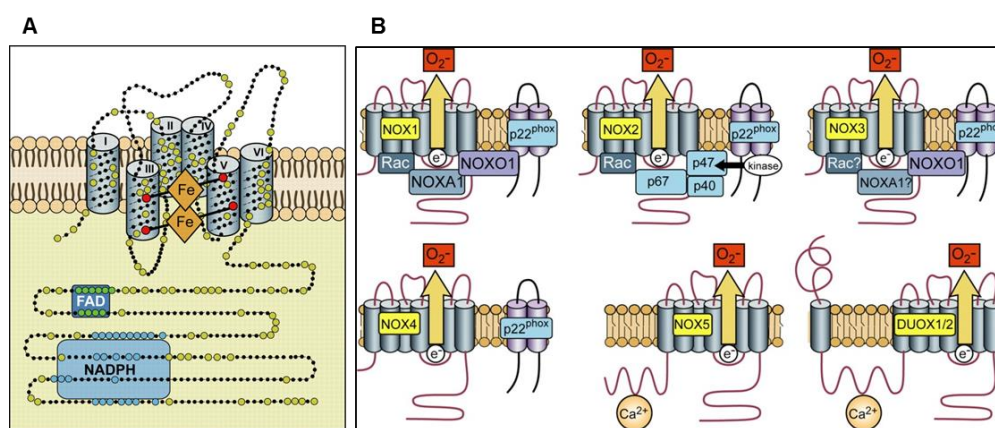 A
B
I
II
IV
III
V
VI
Fe
Fe
FAD
NADPH
O₂-
NOX1
p22phox
Rac
e-
NOXO1
NOXA1
O₂-
NOX2
p22phox
Rac
e-
p47
kinase
p67
p40
O₂-
NOX3
p22phox
Rac?
e-
NOXO1
NOXA1?
O₂-
NOX4
p22phox
e-
O₂-
NOX5
e-
Ca2+
O₂-
DUOX1/2
e-
Ca2+